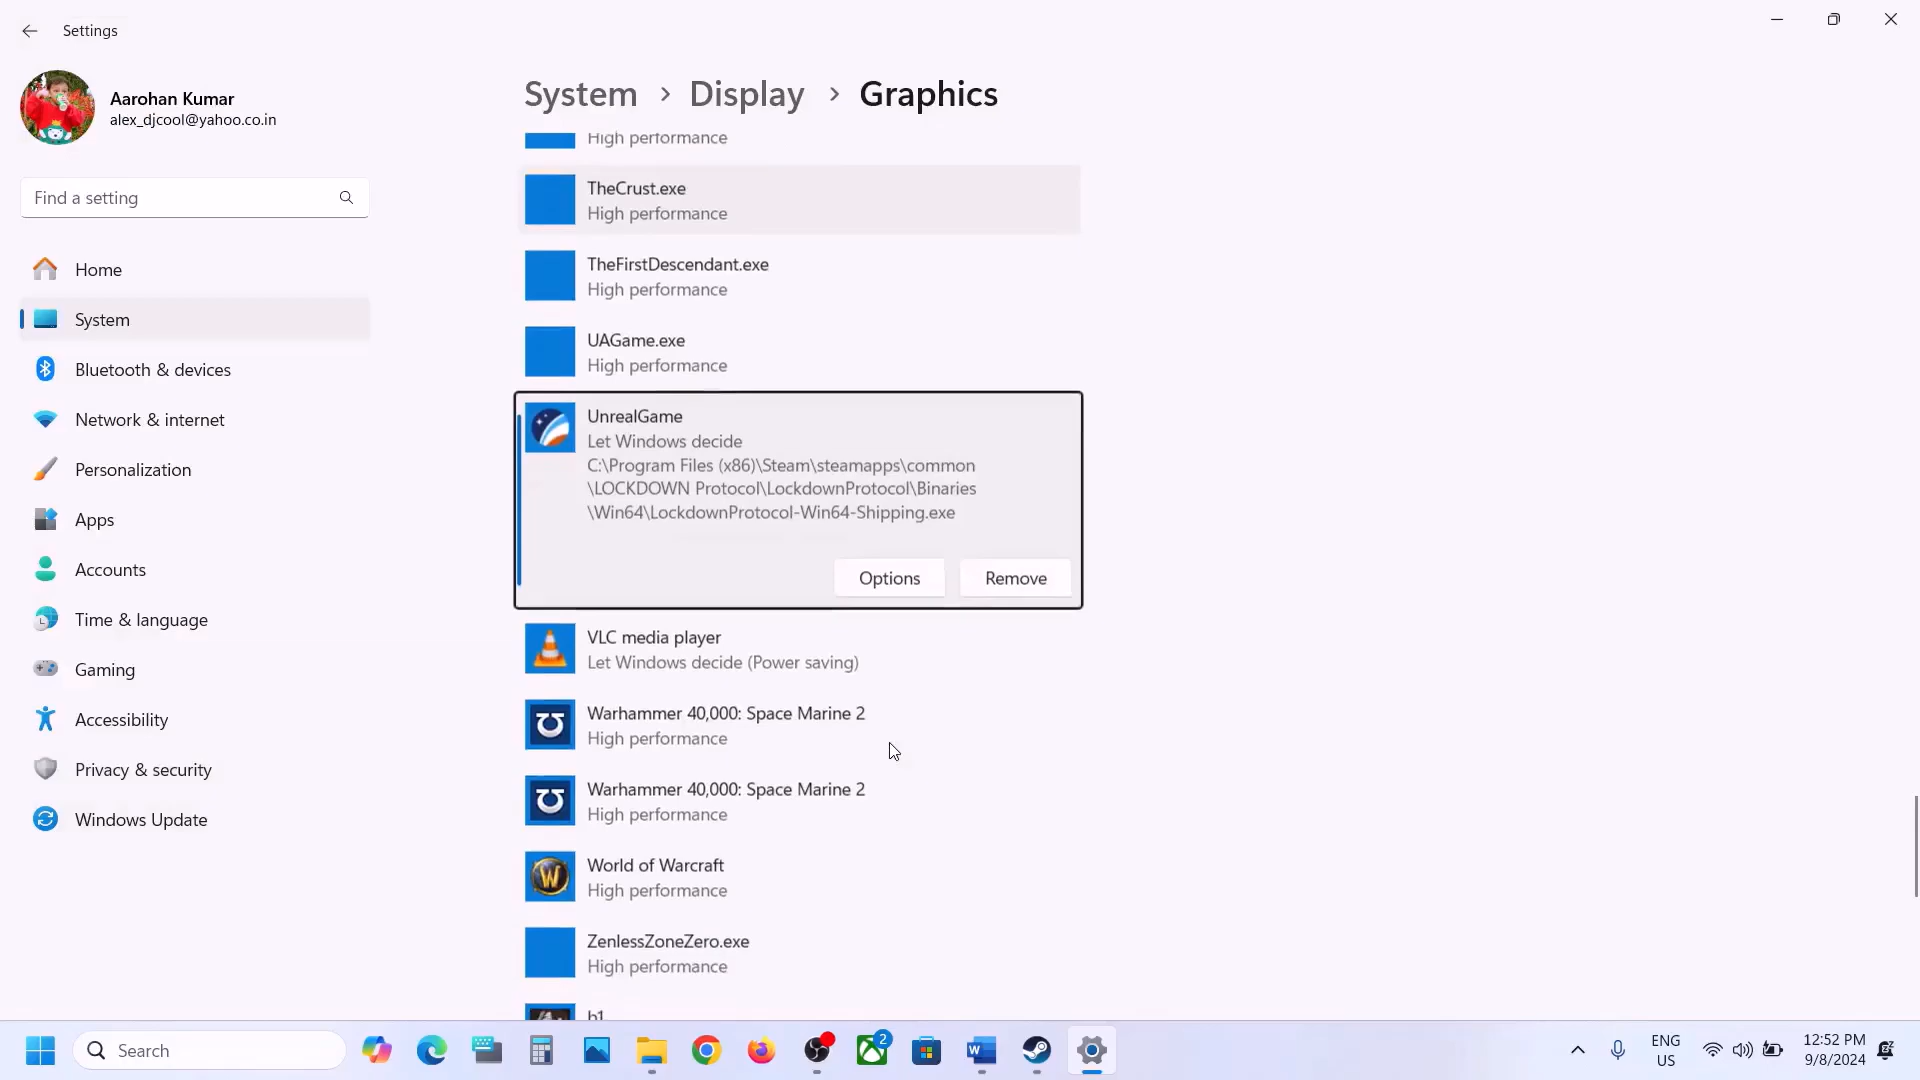 Settings
Aarohan Kumar
alex_djcool@yahoo.co.in
Find a setting
Home
System
Bluetooth & devices
Network & internet
Personalization
Apps
Accounts
Time & language
Gaming
Accessibility
Privacy & security
Windows Update
System > Display > Graphics
High performance
TheCrust.exe
High performance
TheFirstDescendant.exe
High performance
UAGame.exe
High performance
UnrealGame
Let Windows decide
C:\Program Files (x86)\Steam\steamapps\common
\LOCKDOWN Protocol\LockdownProtocol\Binaries
\Win64\LockdownProtocol-Win64-Shipping.exe
Options Remove
VLC media player
Let Windows decide (Power saving)
Warhammer 40,000: Space Marine 2
High performance
Warhammer 40,000: Space Marine 2
High performance
World of Warcraft
High performance
ZenlessZoneZero.exe
High performance
b1
Search
2
ENG
US
12:52 PM
9/8/2024